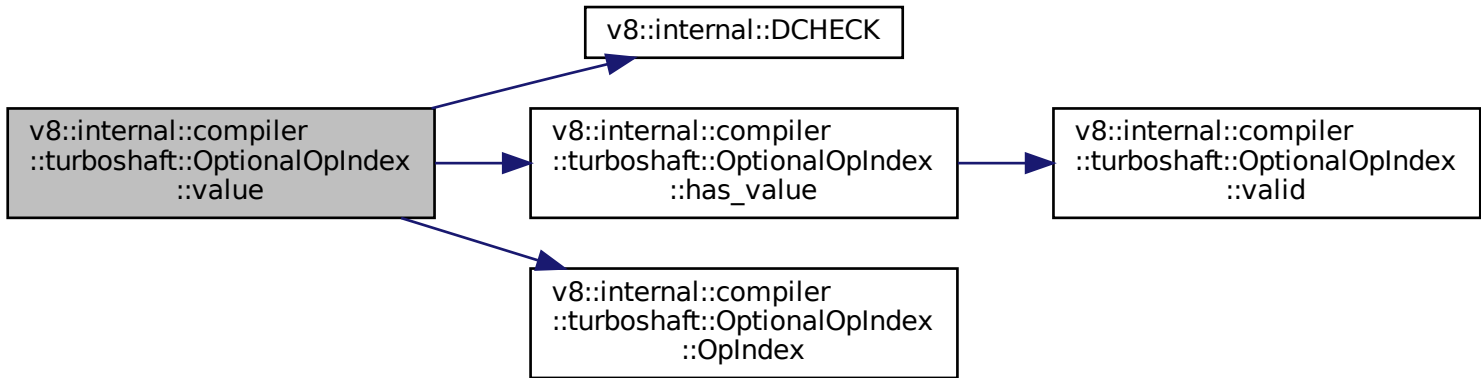 v8::internal::DCHECK
v8::internal::compiler
::turboshaft::OptionalOpIndex
::value
v8::internal::compiler
::turboshaft::OptionalOpIndex
::has_value
v8::internal::compiler
::turboshaft::OptionalOpIndex
::valid
v8::internal::compiler
::turboshaft::OptionalOpIndex
::OpIndex